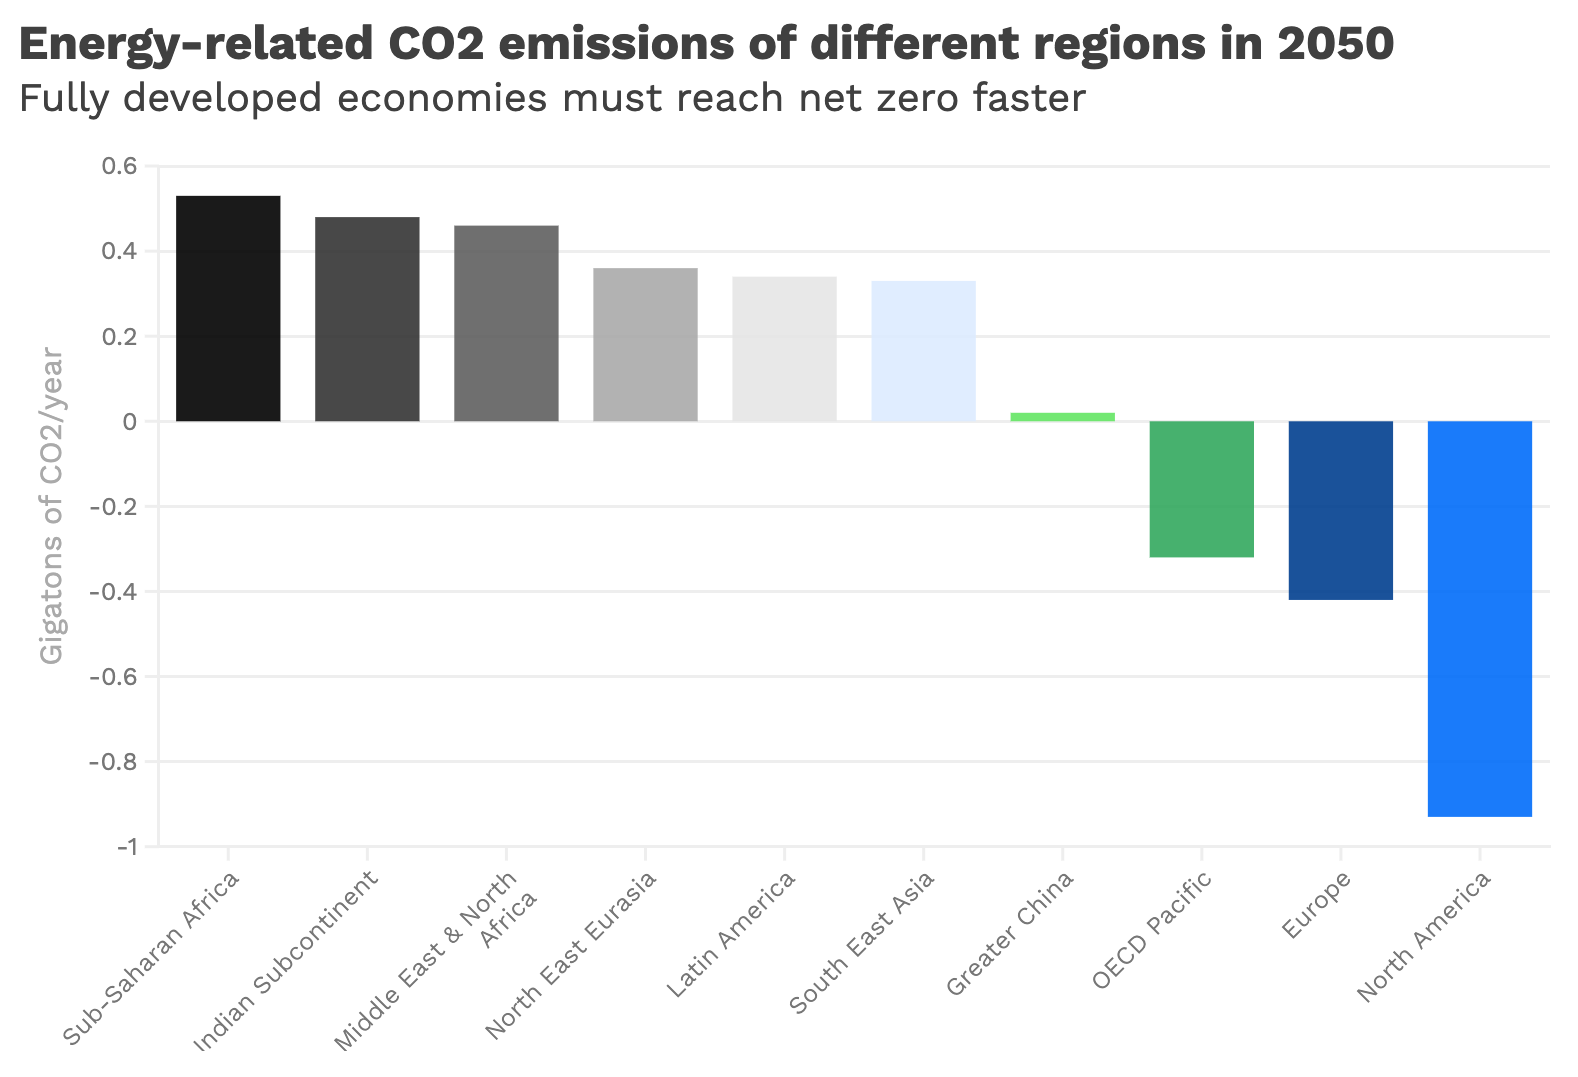 Energy-related CO2 emissions of different regions in 2050
Fully developed economies must reach net zero faster
Gigatons of CO2/year
0.6
0.4
0.2
0
-0.2
-0.4
-0.6
-0.8
-1
Sub-Saharan Africa
Indian Subcontinent
Middle East & North
Africa
North East Eurasia
Latin America
South East Asia
Greater China
OECD Pacific
Europe
North America